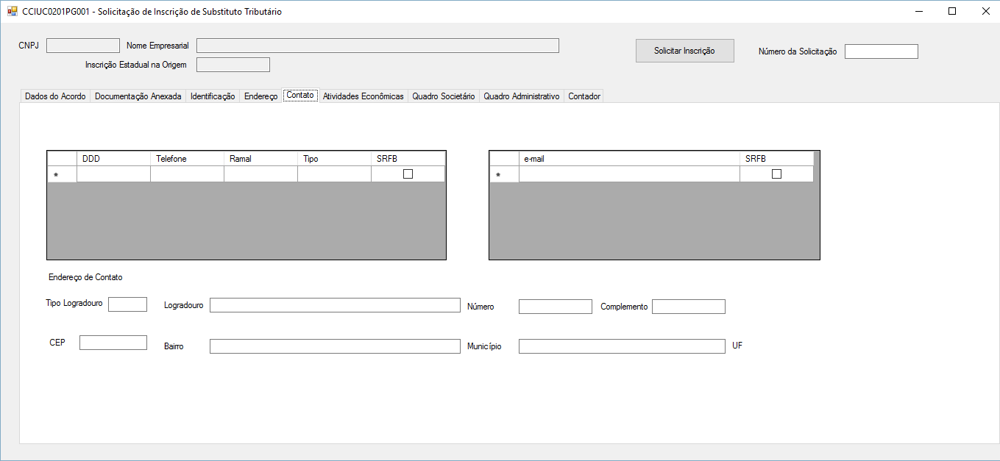 CCIUC0201PG001 - Solicitação de Inscrição de Substituto Tributário
CNPJ Nome Empresarial Solicitar Inscrição Número da Solicitação
Inscrição Estadual na Origem
Dados do Acordo Documentação Anexada Identificação Endereço Contato Atividades Econômicas Quadro Societário Quadro Administrativo Contador
DDD Telefone Ramal Tipo SRFB e-mail SRFB
* *
Endereço de Contato
Tipo Logradouro Logradouro Número Complemento
CEP Bairro Município UF